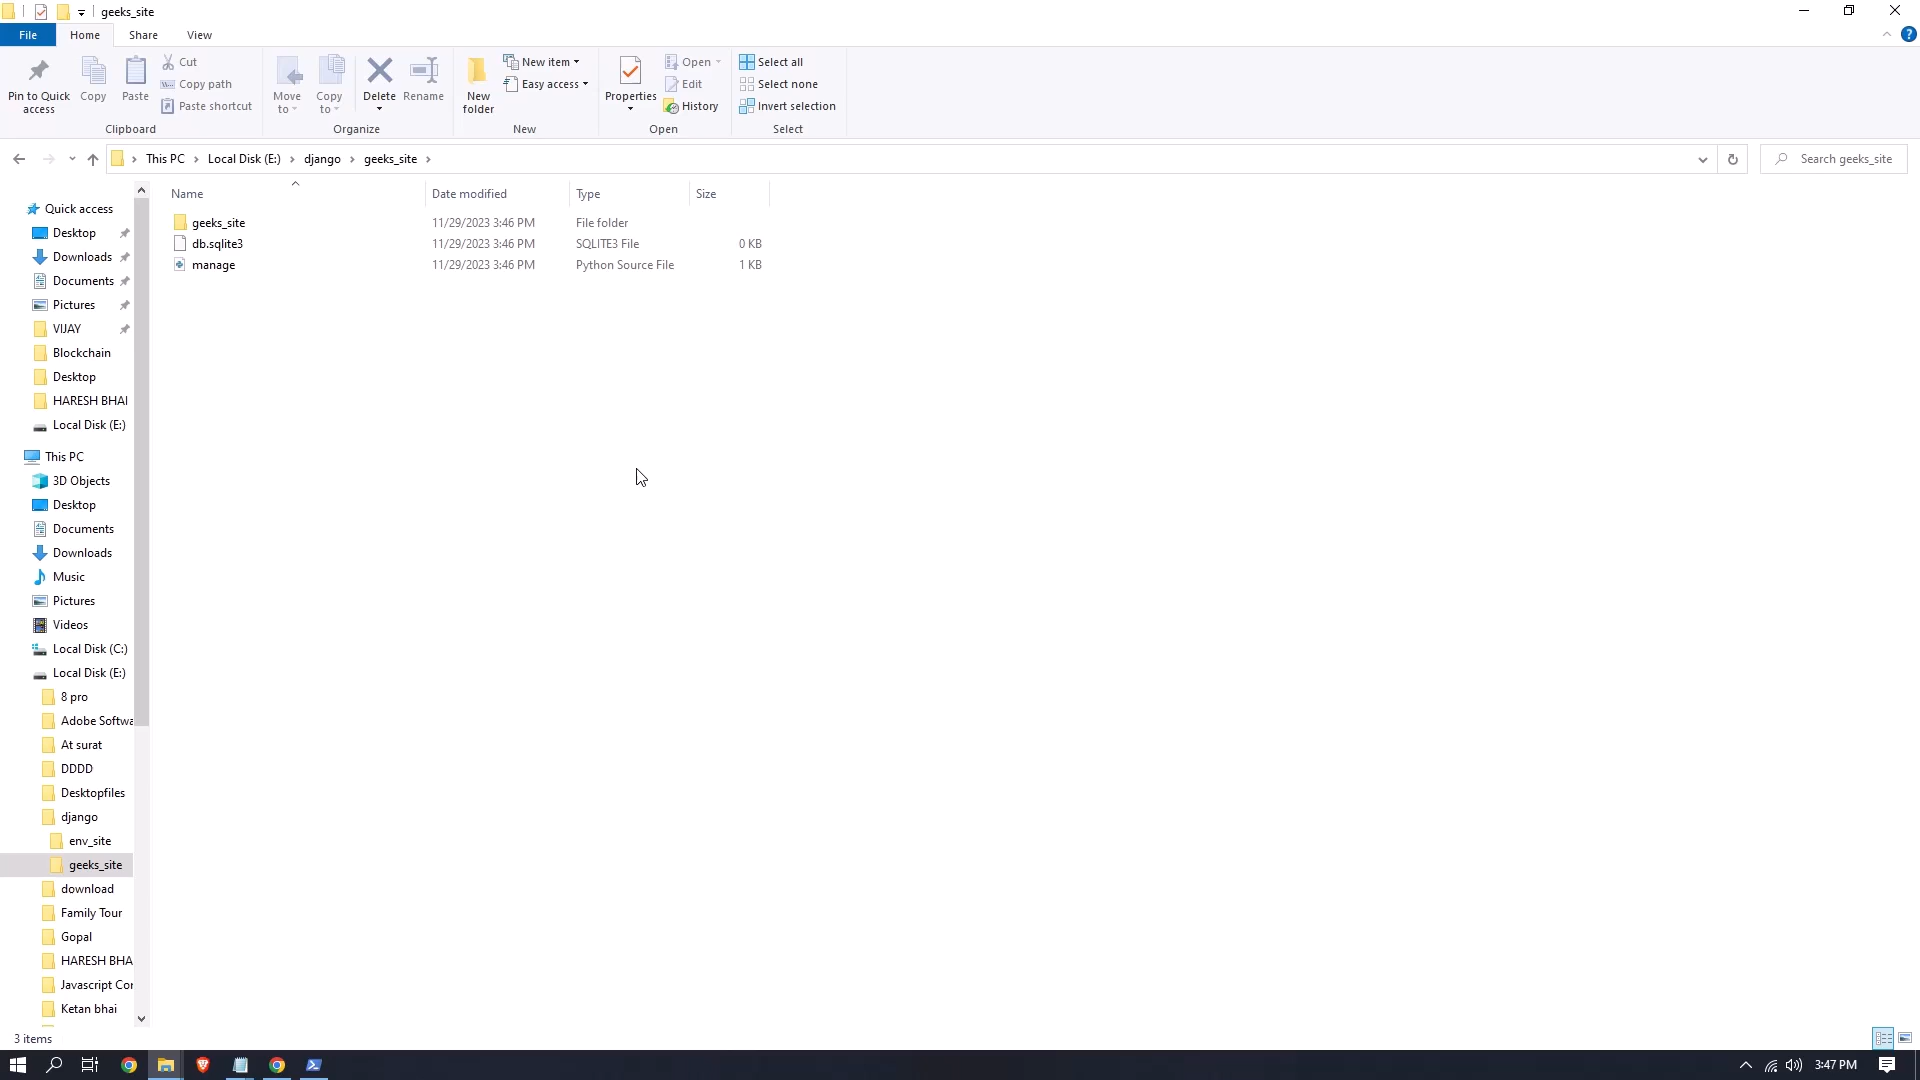 geeks_site
File
Home
Share
View
Pin to Quick access
Copy
Paste
Cut
Copy path
Paste shortcut
Clipboard
Move to
Copy to
Delete
Rename
Organize
New folder
New item
Easy access
New
Properties
Open
Edit
History
Open
Select all
Select none
Invert selection
Select
This PC > Local Disk (E:) > django > geeks_site >
Search geeks_site
Name Date modified Type Size
geeks_site 11/29/2023 3:46 PM File folder
db.sqlite3 11/29/2023 3:46 PM SQLITE3 File 0 KB
manage 11/29/2023 3:46 PM Python Source File 1 KB
Quick access
Desktop
Downloads
Documents
Pictures
VIJAY
Blockchain
Desktop
HARESH BHAI
Local Disk (E:)
This PC
3D Objects
Desktop
Documents
Downloads
Music
Pictures
Videos
Local Disk (C:)
Local Disk (E:)
8 pro
Adobe Softwa
At surat
DDDD
Desktopfiles
django
env_site
geeks_site
download
Family Tour
Gopal
HARESH BHA
Javascript Cor
Ketan bhai
3 items
3:47 PM